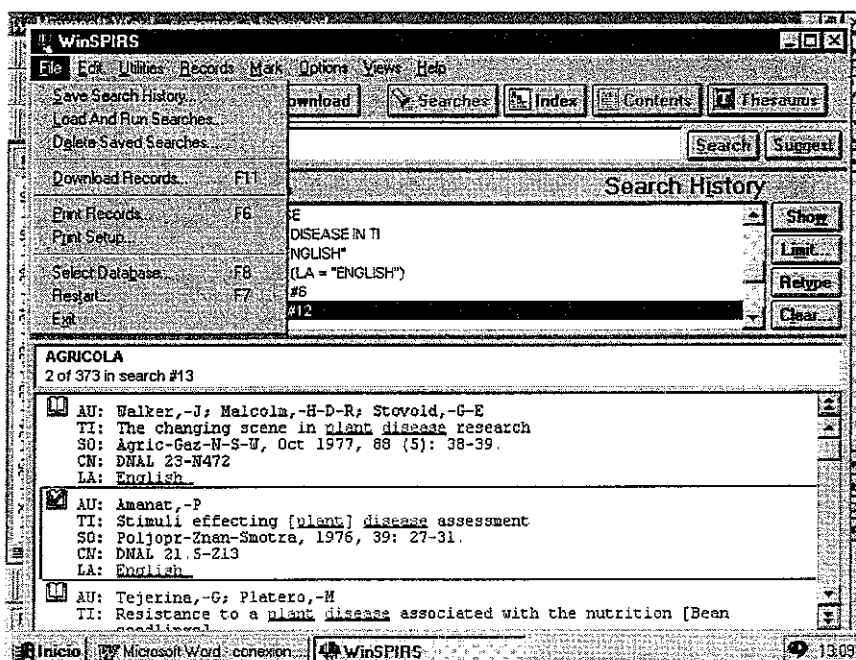 WinSPIRS
File Edit Utilities Records Mark Options Views Help
Save Search History...
Load And Run Searches...
Delete Saved Searches...
Download Records... F11
Print Records... F6
Print Setup...
Select Database... F8
Restart... F7
Exit
ownload Searches Index Contents Thesaurus
Search Suggest
Search History
SE
DISEASE IN TI
NGLISH"
(LA = "ENGLISH")
#6
#12
Show
Limit...
Retype
Clear...
AGRICOLA
2 of 373 in search #13
AU: Walker,-J; Malcolm,-H-D-R; Stovold,-G-E
TI: The changing scene in plant disease research
SO: Agric-Gaz-N-S-W, Oct 1977, 88 (5): 38-39.
CN: DNAL 23-N472
LA: English
AU: Amanat,-P
TI: Stimuli effecting [plant] disease assessment
SO: Poljopr-Znan-Smotra, 1976, 39: 27-31.
CN: DNAL 21.5-Z13
LA: English
AU: Tejerina,-G; Platero,-M
TI: Resistance to a plant disease associated with the nutrition [Bean
Inicio Microsoft Word - conexion... WinSPIRS 13:09